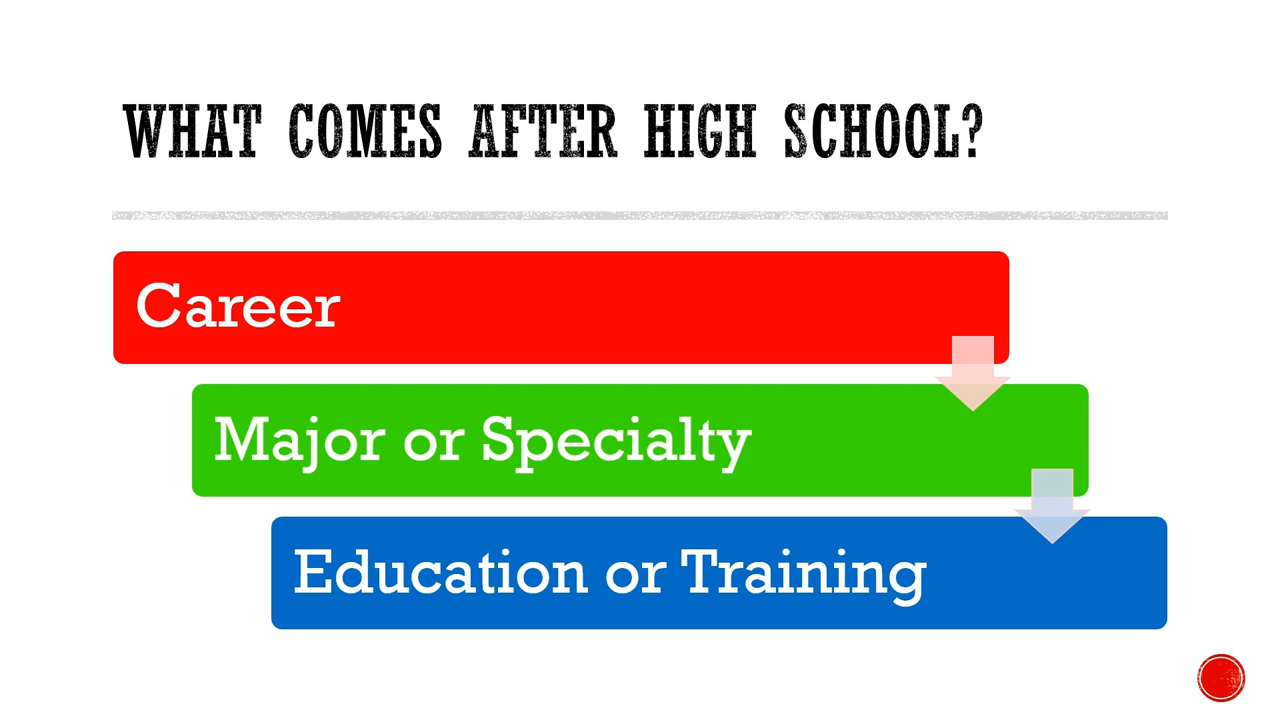 WHAT COMES AFTER HIGH SCHOOL?
Career
Major or Specialty
Education or Training